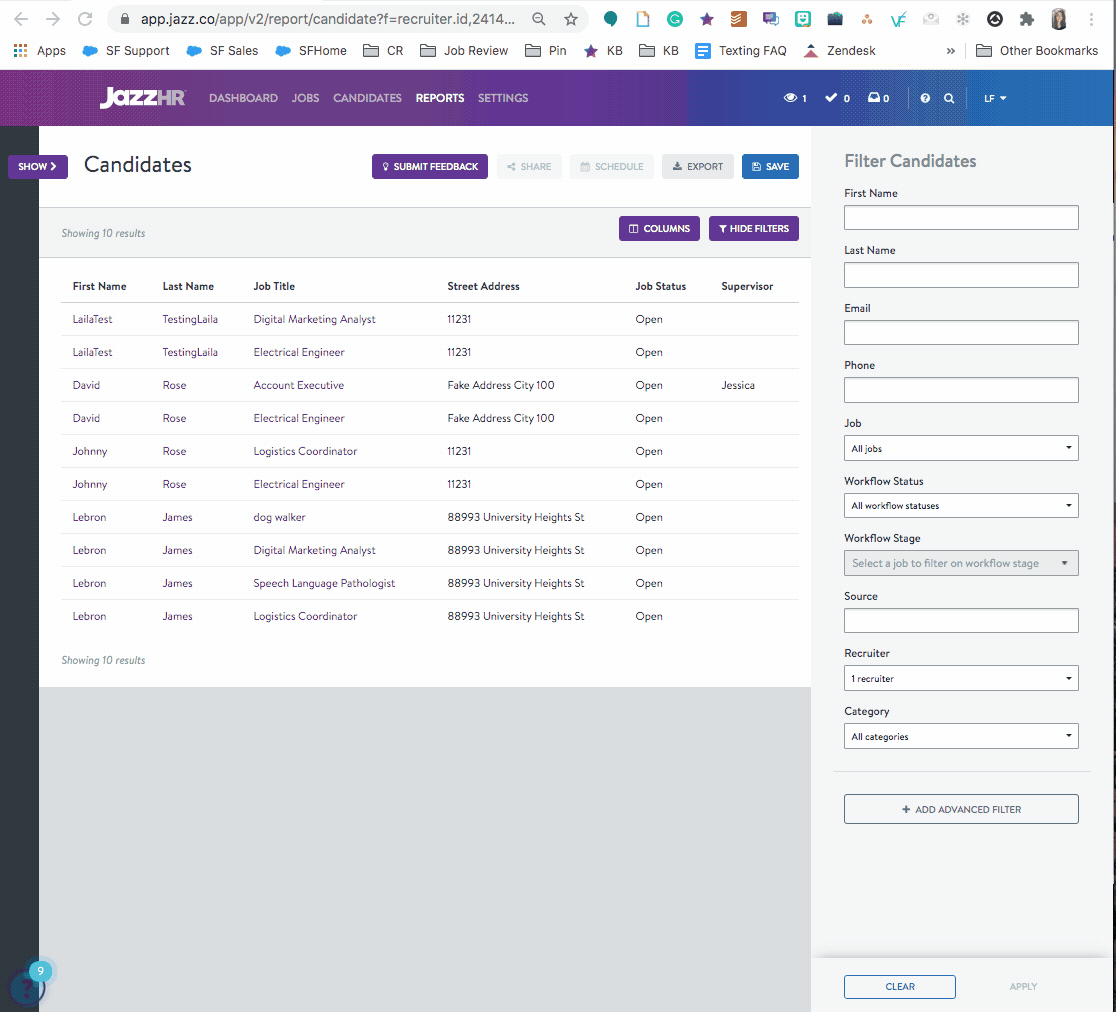 app.jazz.co/app/v2/report/candidate?f=recruiter.id,2414...
Apps SF Support SF Sales SFHome CR Job Review Pin KB KB Texting FAQ Zendesk » Other Bookmarks
JazzHR DASHBOARD JOBS CANDIDATES REPORTS SETTINGS 1 0 0 LF
SHOW Candidates SUBMIT FEEDBACK SHARE SCHEDULE EXPORT SAVE
Showing 10 results COLUMNS HIDE FILTERS
First Name Last Name Job Title Street Address Job Status Supervisor
LailaTest TestingLaila Digital Marketing Analyst 11231 Open
LailaTest TestingLaila Electrical Engineer 11231 Open
David Rose Account Executive Fake Address City 100 Open Jessica
David Rose Electrical Engineer Fake Address City 100 Open
Johnny Rose Logistics Coordinator 11231 Open
Johnny Rose Electrical Engineer 11231 Open
Lebron James dog walker 88993 University Heights St Open
Lebron James Digital Marketing Analyst 88993 University Heights St Open
Lebron James Speech Language Pathologist 88993 University Heights St Open
Lebron James Logistics Coordinator 88993 University Heights St Open
Showing 10 results
Filter Candidates
First Name
Last Name
Email
Phone
Job
All jobs
Workflow Status
All workflow statuses
Workflow Stage
Select a job to filter on workflow stage
Source
Recruiter
1 recruiter
Category
All categories
+ ADD ADVANCED FILTER
CLEAR APPLY
? 9